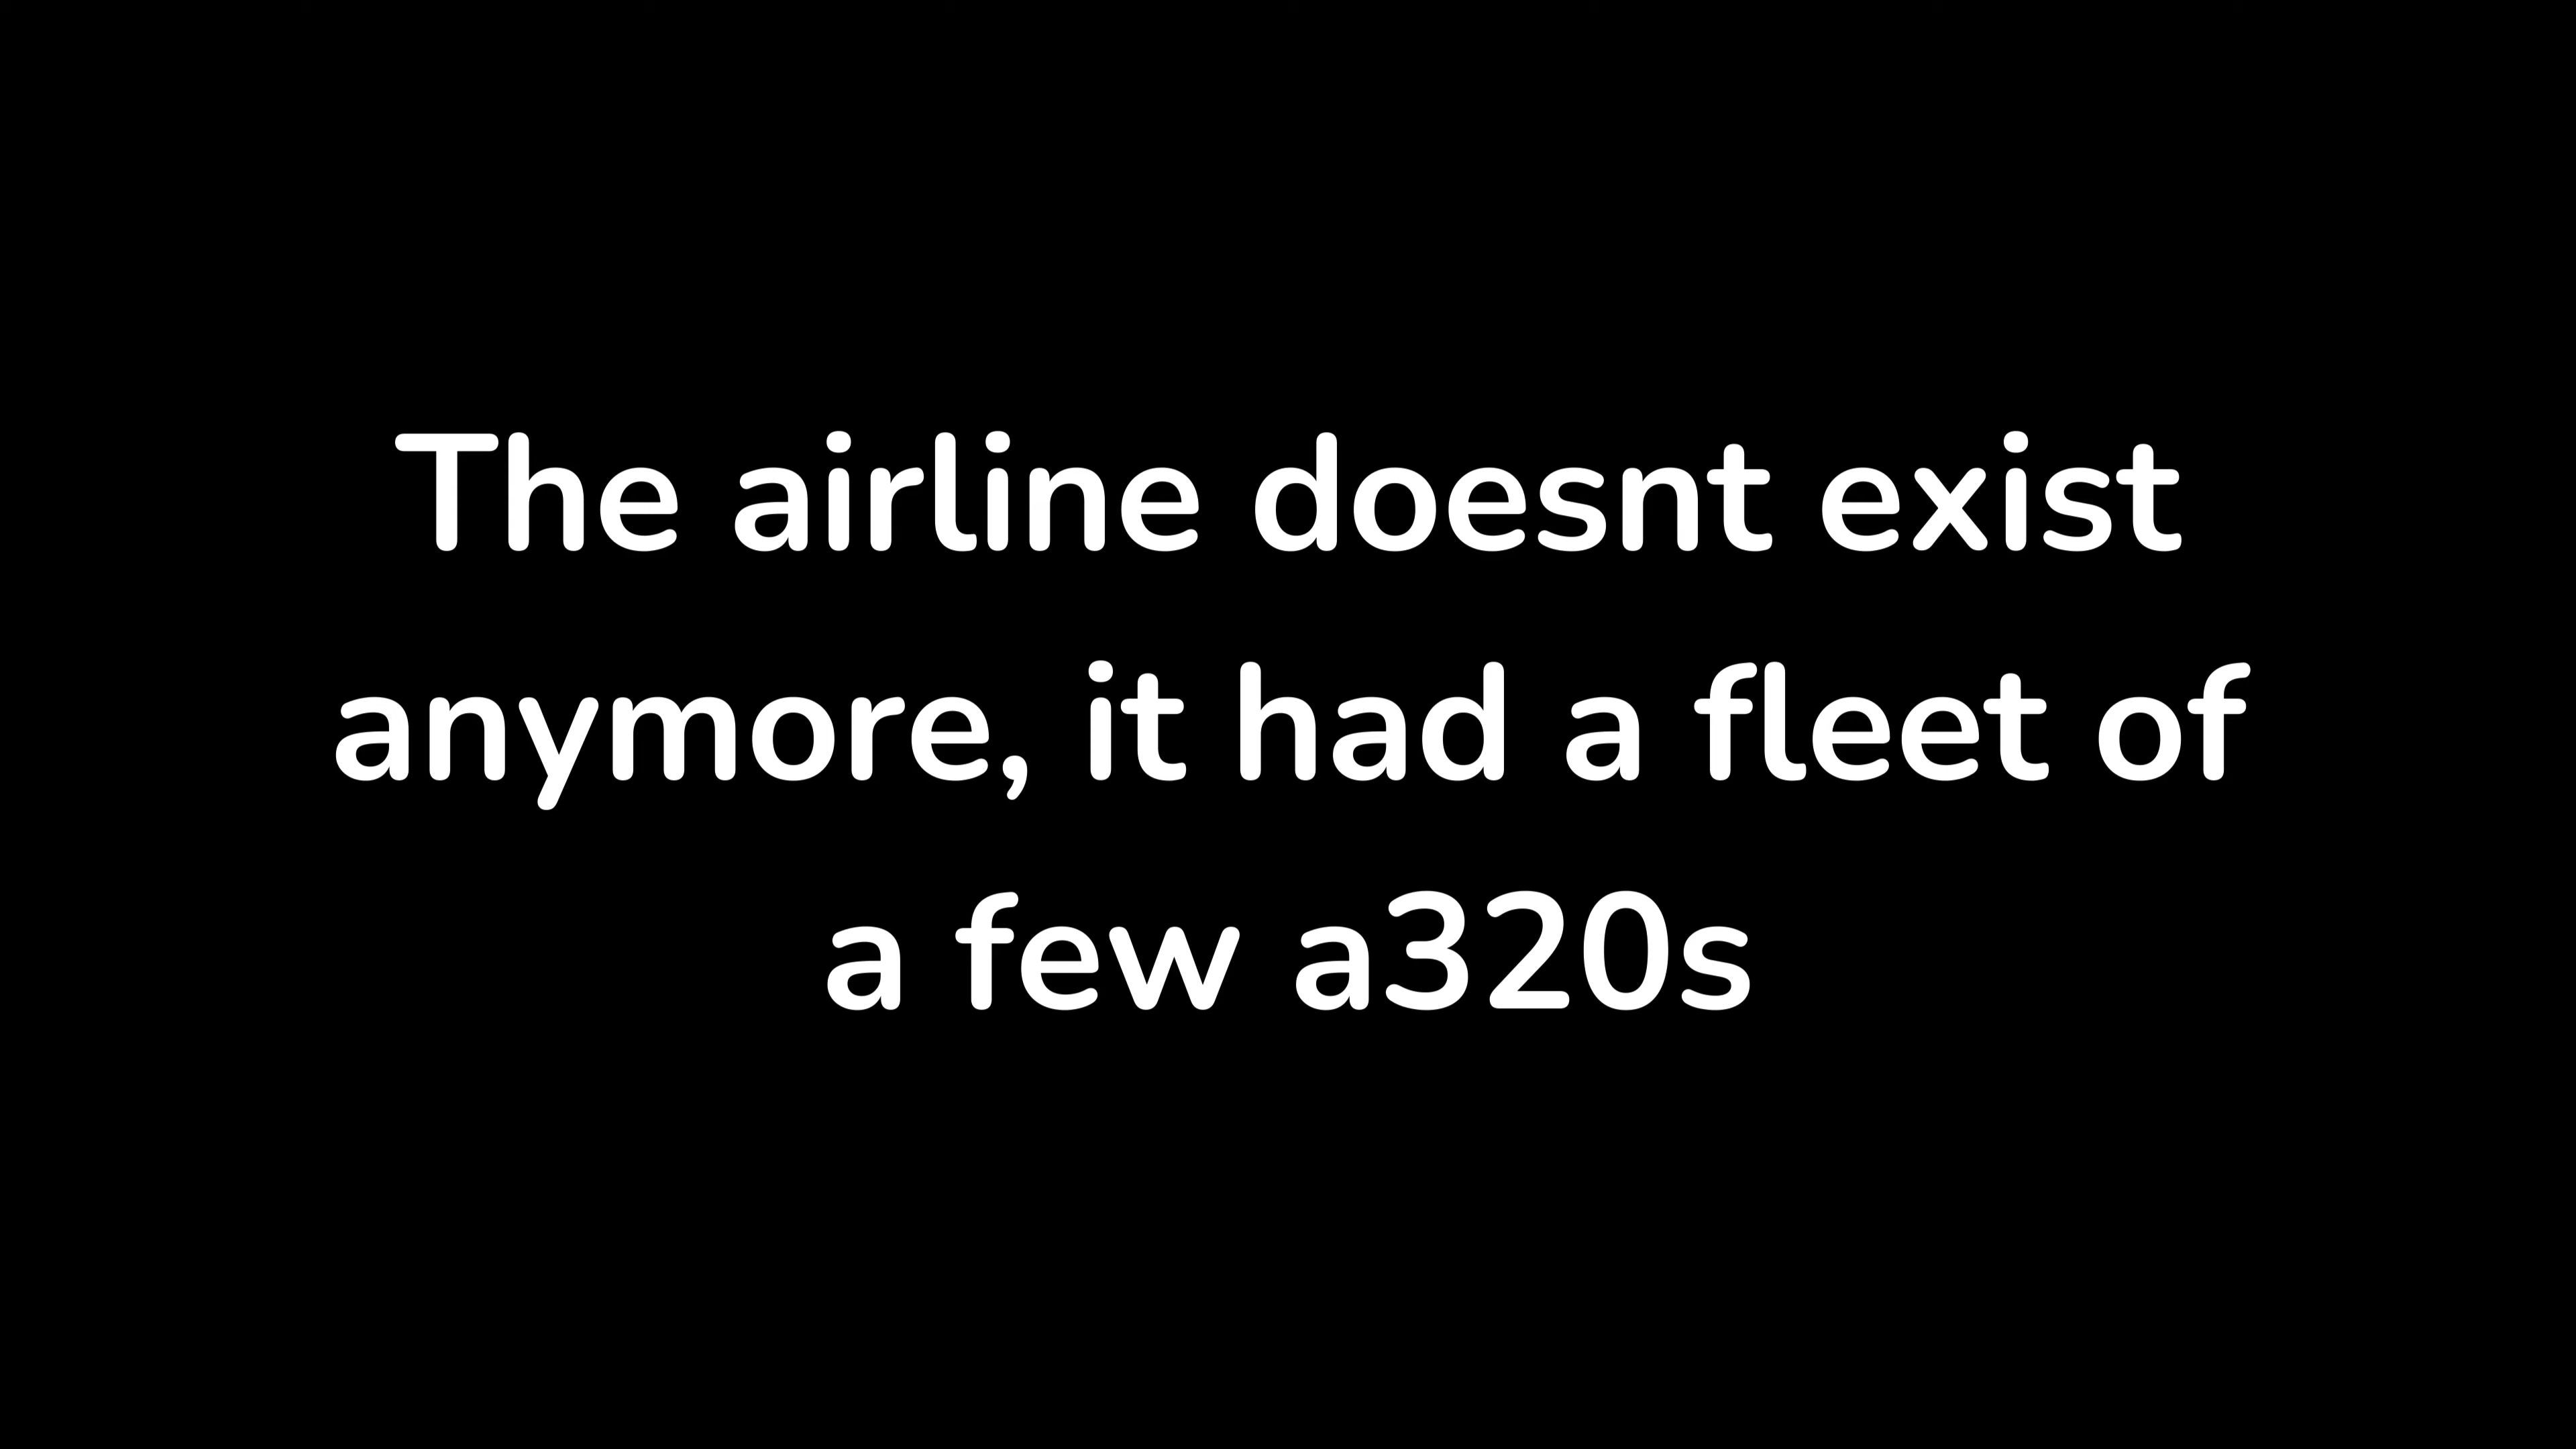 The airline doesnt exist
anymore, it had a fleet of
a few a320s